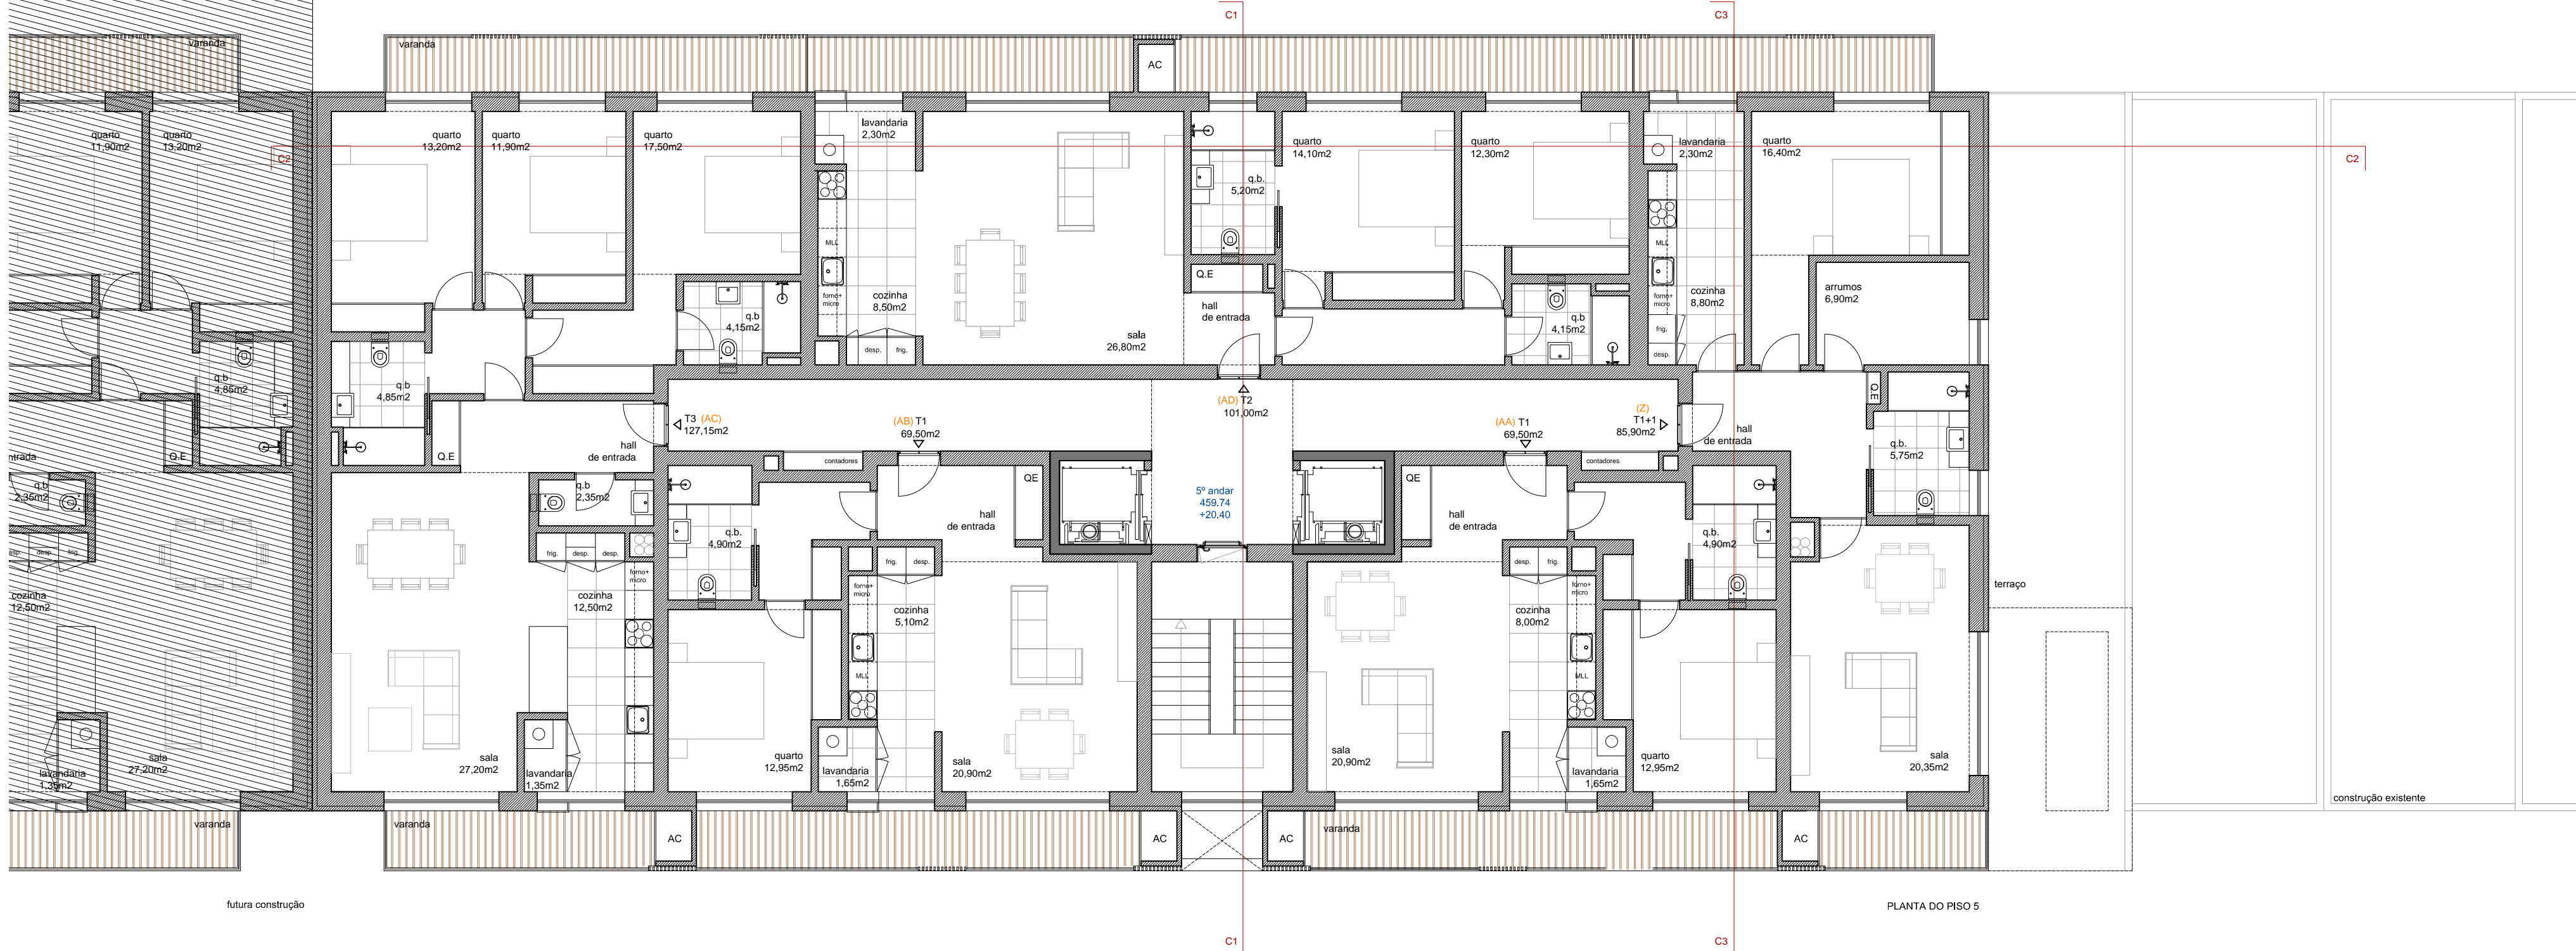 C1
C3
varanda
varanda
AC
quarto
11,90m2
quarto
13,20m2
C2
quarto
13,20m2
quarto
11,90m2
quarto
17,50m2
lavandaria
2,30m2
quarto
14,10m2
quarto
12,30m2
lavandaria
2,30m2
quarto
16,40m2
C2
q.b.
5,20m2
MLL
MLL
Q.E
forno+
micro
cozinha
8,50m2
hall
de entrada
forno+
micro
cozinha
8,80m2
arrumos
6,90m2
q.b
4,15m2
q.b
4,15m2
sala
26,80m2
desp.
frig.
frig.
desp.
q.b
4,85m2
q.b
4,85m2
Q.E
(AD) T2
101,00m2
T3 (AC)
127,15m2
(AB) T1
69,50m2
(AA) T1
69,50m2
(Z)
T1+1
85,90m2
hall
de entrada
q.b.
5,75m2
ntrada
Q.E
Q.E
hall
de entrada
contadores
contadores
QE
QE
q.b
2,35m2
q.b
2,35m2
5º andar
459.74
+20.40
hall
de entrada
hall
de entrada
q.b.
4,90m2
q.b.
4,90m2
desp.
desp.
frig.
frig.
desp.
desp.
frig.
desp.
desp.
frig.
forno+
micro
forno+
micro
forno+
micro
terraço
cozinha
12,50m2
cozinha
12,50m2
cozinha
5,10m2
cozinha
8,00m2
MLL
MLL
sala
27,20m2
lavandaria
1,35m2
sala
27,20m2
lavandaria
1,35m2
quarto
12,95m2
lavandaria
1,65m2
sala
20,90m2
sala
20,90m2
lavandaria
1,65m2
quarto
12,95m2
sala
20,35m2
construção existente
varanda
varanda
AC
AC
AC
varanda
AC
futura construção
PLANTA DO PISO 5
C1
C3